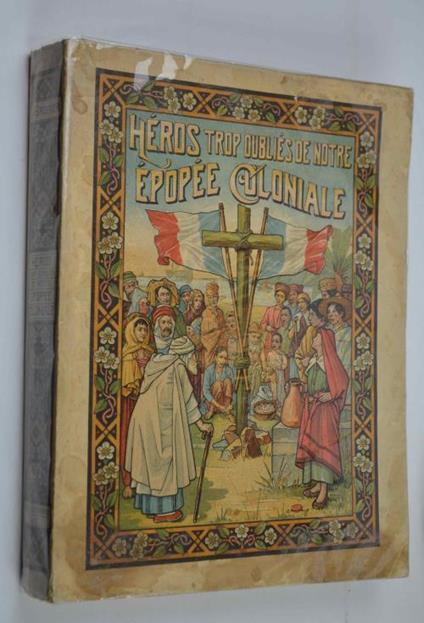 HÉROS TROP OUBLIÉS DE NOTRE
ÉPOPÉE COLONIALE